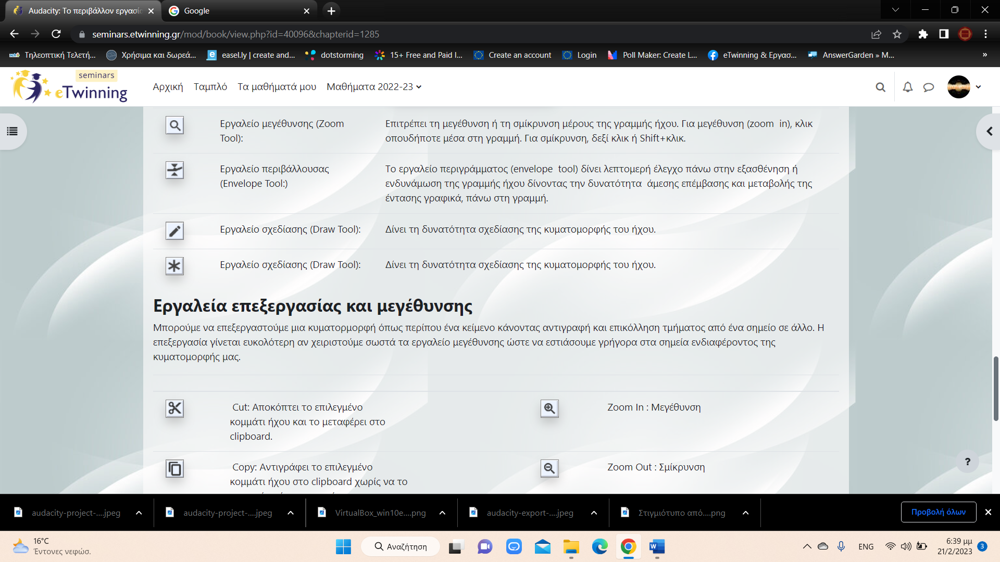 Audacity: Το περιβάλλον εργασίο
Google
seminars.etwinning.gr/mod/book/view.php?id=40096&chapterid=1285
Τηλεοπτική Τελετή...
Χρήσιμα και δωρεά...
easel.ly | create and...
dotstorming
15+ Free and Paid I...
Create an account
Login
Poll Maker: Create L...
eTwinning & Εργασ...
AnswerGarden » M...
»
seminars
eTwinning
Αρχική
Ταμπλό
Τα μαθήματά μου
Μαθήματα 2022-23
Εργαλείο μεγέθυνσης (Zoom
Tool):
Επιτρέπει τη μεγέθυνση ή τη σμίκρυνση μέρους της γραμμής ήχου. Για μεγέθυνση (zoom in), κλικ
οπουδήποτε μέσα στη γραμμή. Για σμίκρυνση, δεξί κλικ ή Shift+κλικ.
Εργαλείο περιβάλλουσας
(Envelope Tool:)
Το εργαλείο περιγράμματος (envelope tool) δίνει λεπτομερή έλεγχο πάνω στην εξασθένηση ή
ενδυνάμωση της γραμμής ήχου δίνοντας την δυνατότητα άμεσης επέμβασης και μεταβολής της
έντασης γραφικά, πάνω στη γραμμή.
Εργαλείο σχεδίασης (Draw Tool):
Δίνει τη δυνατότητα σχεδίασης της κυματομορφής του ήχου.
Εργαλείο σχεδίασης (Draw Tool):
Δίνει τη δυνατότητα σχεδίασης της κυματομορφής του ήχου.
Εργαλεία επεξεργασίας και μεγέθυνσης
Μπορούμε να επεξεργαστούμε μια κυματορμορφή όπως περίπου ένα κείμενο κάνοντας αντιγραφή και επικόλληση τμήματος από ένα σημείο σε άλλο. Η
επεξεργασία γίνεται ευκολότερη αν χειριστούμε σωστά τα εργαλείο μεγέθυνσης ώστε να εστιάσουμε γρήγορα στα σημεία ενδιαφέροντος της
κυματομορφής μας.
Cut: Αποκόπτει το επιλεγμένο
κομμάτι ήχου και το μεταφέρει στο
clipboard.
Zoom In : Μεγέθυνση
Copy: Αντιγράφει το επιλεγμένο
κομμάτι ήχου στο clipboard χωρίς να το
Zoom Out : Σμίκρυνση
?
audacity-project-....jpeg
audacity-project-....jpeg
VirtualBox_win10e....png
audacity-export-....jpeg
Στιγμιότυπο από....png
Προβολή όλων
16°C
Έντονες νεφώσ.
Αναζήτηση
ENG
6:39 μμ
21/2/2023
3